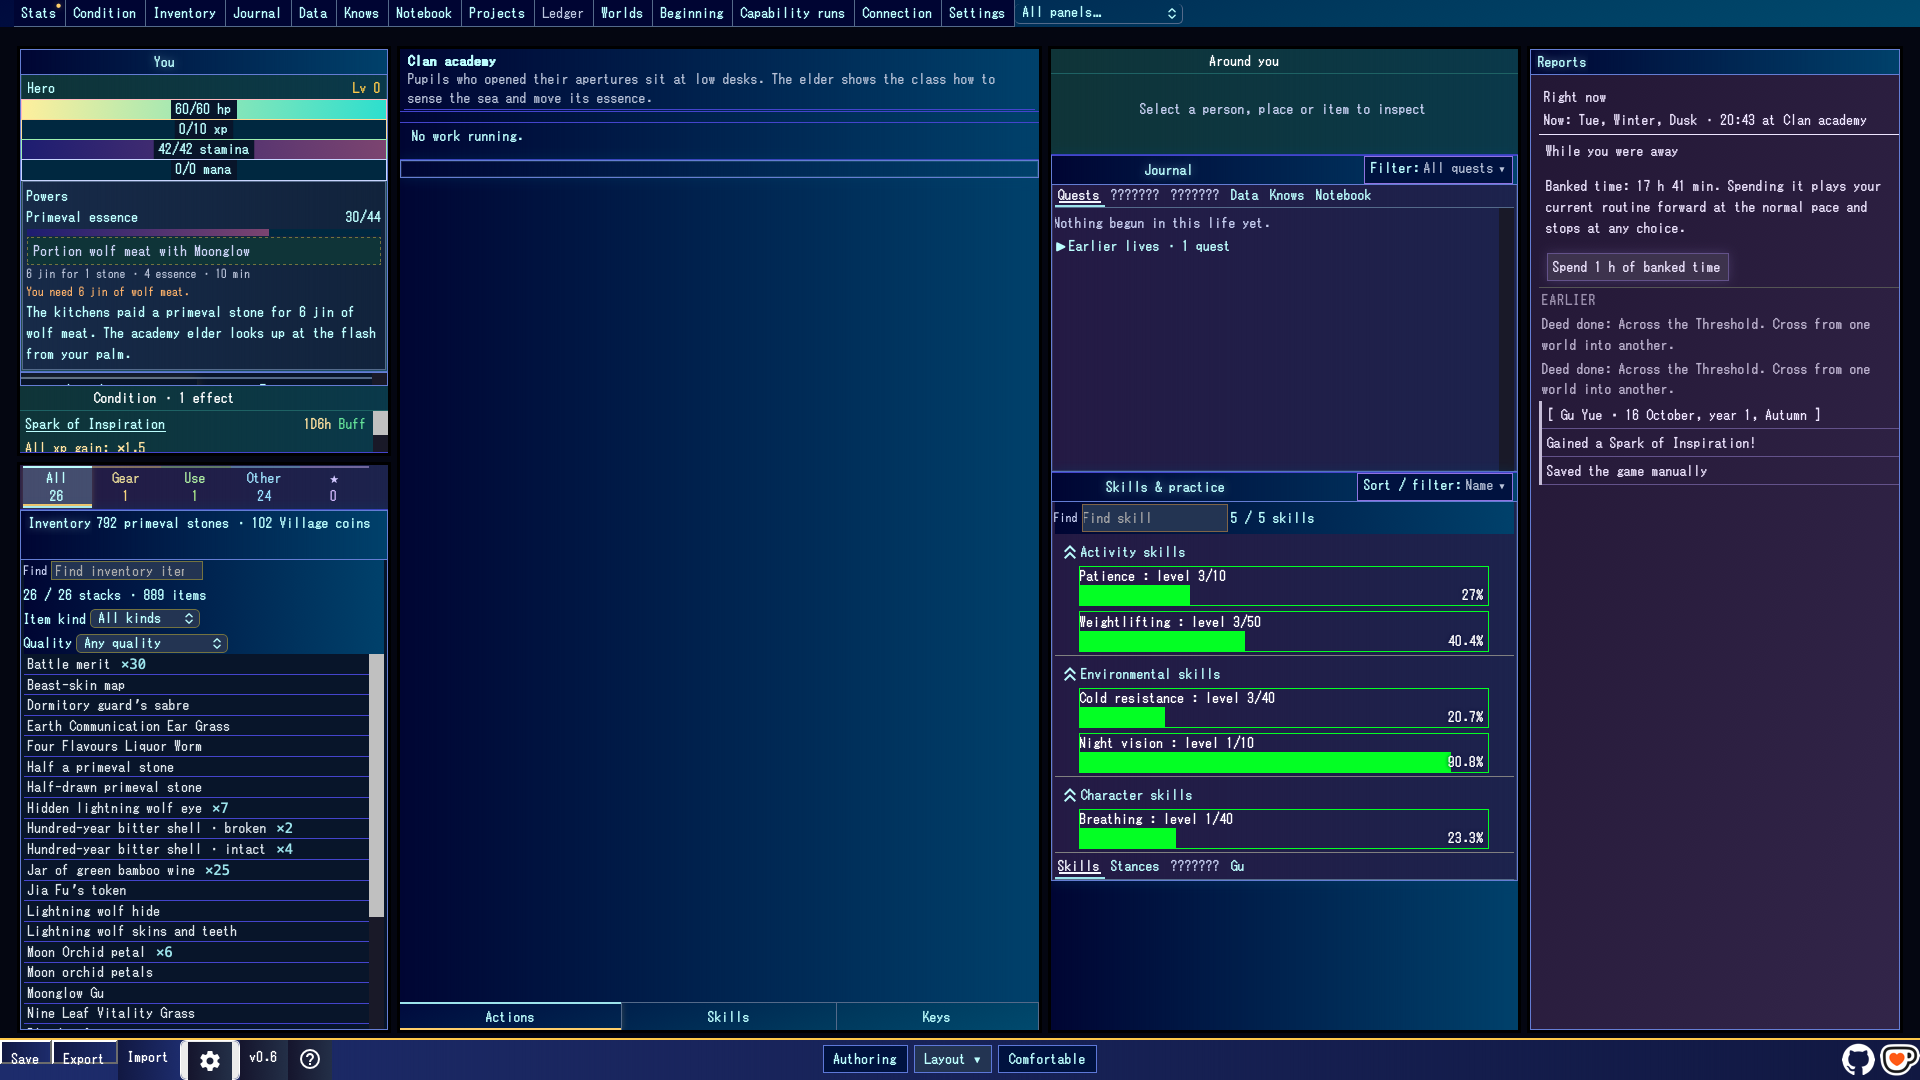 Stats Condition Inventory Journal Data Knows Notebook Projects Ledger Worlds Beginning Capability runs Connection Settings All panels…
You
Hero Lv 0
60/60 hp
0/10 xp
42/42 stamina
0/0 mana
Powers
Primeval essence 30/44
Portion wolf meat with Moonglow
6 jin for 1 stone · 4 essence · 10 min
You need 6 jin of wolf meat.
The kitchens paid a primeval stone for 6 jin of
wolf meat. The academy elder looks up at the flash
from your palm.
Condition · 1 effect
Spark of Inspiration 1D6h Buff
All xp gain: ×1.5
All Gear Use Other ★
26 1 1 24 0
Inventory 792 primeval stones · 102 Village coins
Find Find inventory iter
26 / 26 stacks · 889 items
Item kind All kinds
Quality Any quality
Battle merit ×30
Beast-skin map
Dormitory guard's sabre
Earth Communication Ear Grass
Four Flavours Liquor Worm
Half a primeval stone
Half-drawn primeval stone
Hidden lightning wolf eye ×7
Hundred-year bitter shell · broken ×2
Hundred-year bitter shell · intact ×4
Jar of green bamboo wine ×25
Jia Fu's token
Lightning wolf hide
Lightning wolf skins and teeth
Moon Orchid petal ×6
Moon orchid petals
Moonglow Gu
Nine Leaf Vitality Grass
Clan academy
Pupils who opened their apertures sit at low desks. The elder shows the class how to
sense the sea and move its essence.
No work running.
Actions Skills Keys
Around you
Select a person, place or item to inspect
Journal Filter: All quests ▾
Quests ??????? ??????? Data Knows Notebook
Nothing begun in this life yet.
▶Earlier lives · 1 quest
Skills & practice Sort / filter: Name ▾
Find Find skill 5 / 5 skills
Activity skills
Patience : level 3/10
27%
Weightlifting : level 3/50
40.4%
Environmental skills
Cold resistance : level 3/40
20.7%
Night vision : level 1/10
90.8%
Character skills
Breathing : level 1/40
23.3%
Skills Stances ??????? Gu
Reports
Right now
Now: Tue, Winter, Dusk · 20:43 at Clan academy
While you were away
Banked time: 17 h 41 min. Spending it plays your
current routine forward at the normal pace and
stops at any choice.
Spend 1 h of banked time
EARLIER
Deed done: Across the Threshold. Cross from one
world into another.
Deed done: Across the Threshold. Cross from one
world into another.
[ Gu Yue · 16 October, year 1, Autumn ]
Gained a Spark of Inspiration!
Saved the game manually
Save Export Import v0.6 Authoring Layout ▾ Comfortable